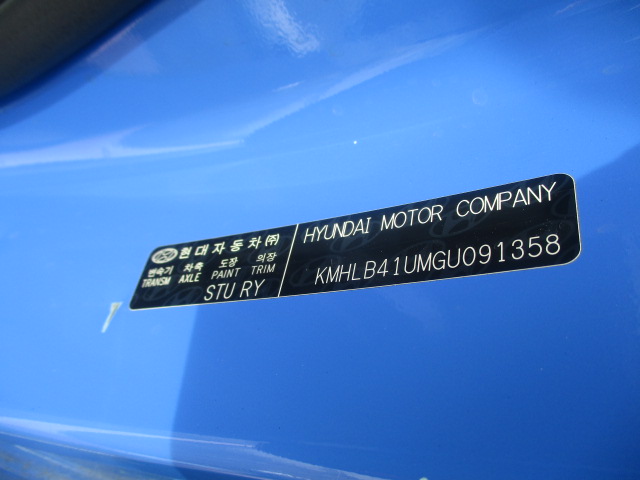 현대자동차㈜
변속기 차축 도장 의장
TRANSM AXLE PAINT TRIM
STU RY
HYUNDAI MOTOR COMPANY
KMHLB41UMGU091358